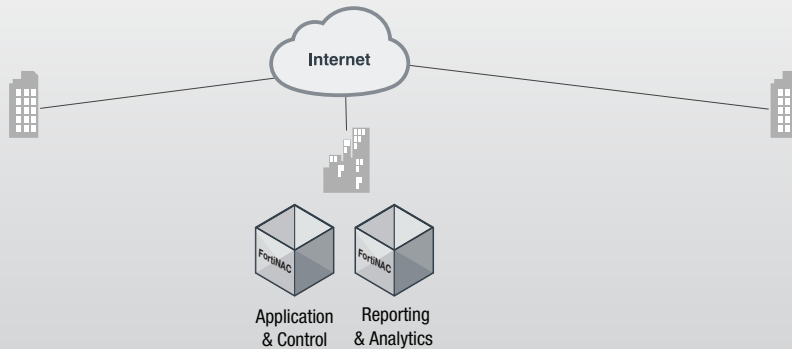 Internet
FortiNAC
FortiNAC
Application
& Control
Reporting
& Analytics